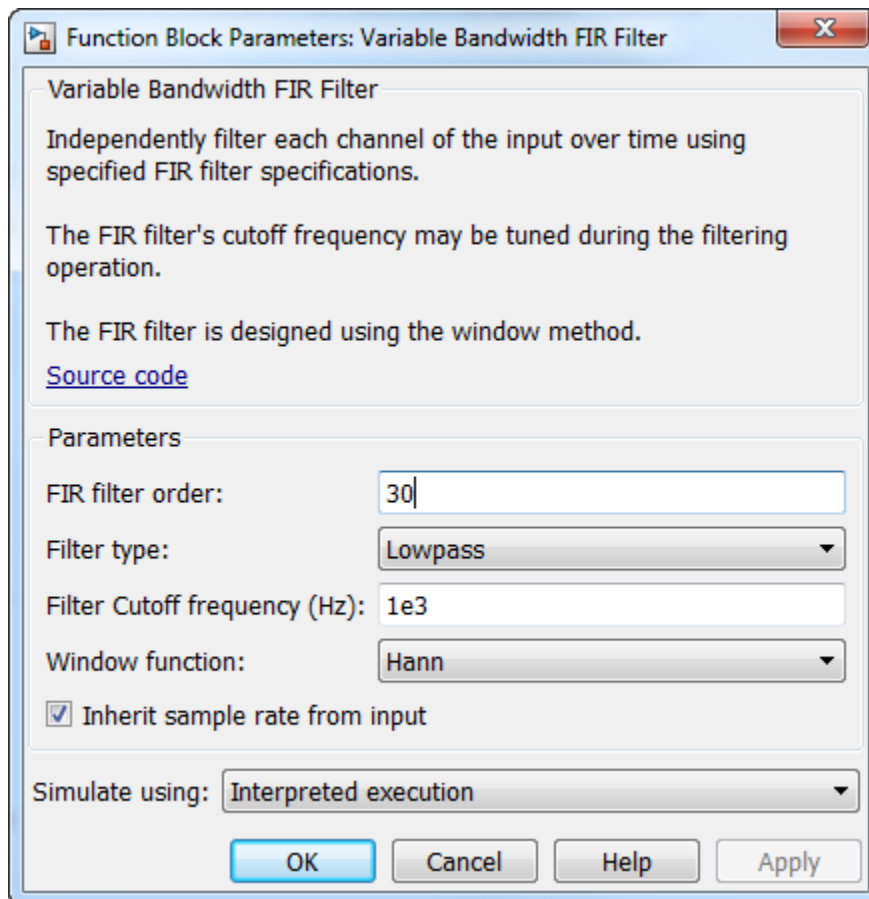 Function Block Parameters: Variable Bandwidth FIR Filter
Variable Bandwidth FIR Filter
Independently filter each channel of the input over time using
specified FIR filter specifications.
The FIR filter's cutoff frequency may be tuned during the filtering
operation.
The FIR filter is designed using the window method.
Source code
Parameters
FIR filter order: 30
Filter type: Lowpass
Filter Cutoff frequency (Hz): 1e3
Window function: Hann
Inherit sample rate from input
Simulate using: Interpreted execution
OK Cancel Help Apply